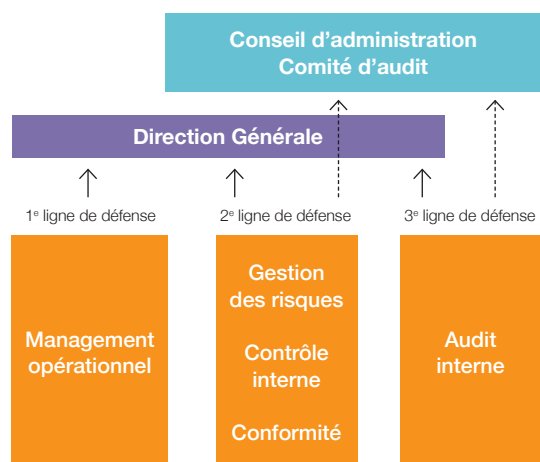 Conseil d’administration
Comité d’audit
Direction Générale
1e ligne de défense
2e ligne de défense
3e ligne de défense
Management
opérationnel
Gestion
des risques
Contrôle
interne
Conformité
Audit
interne